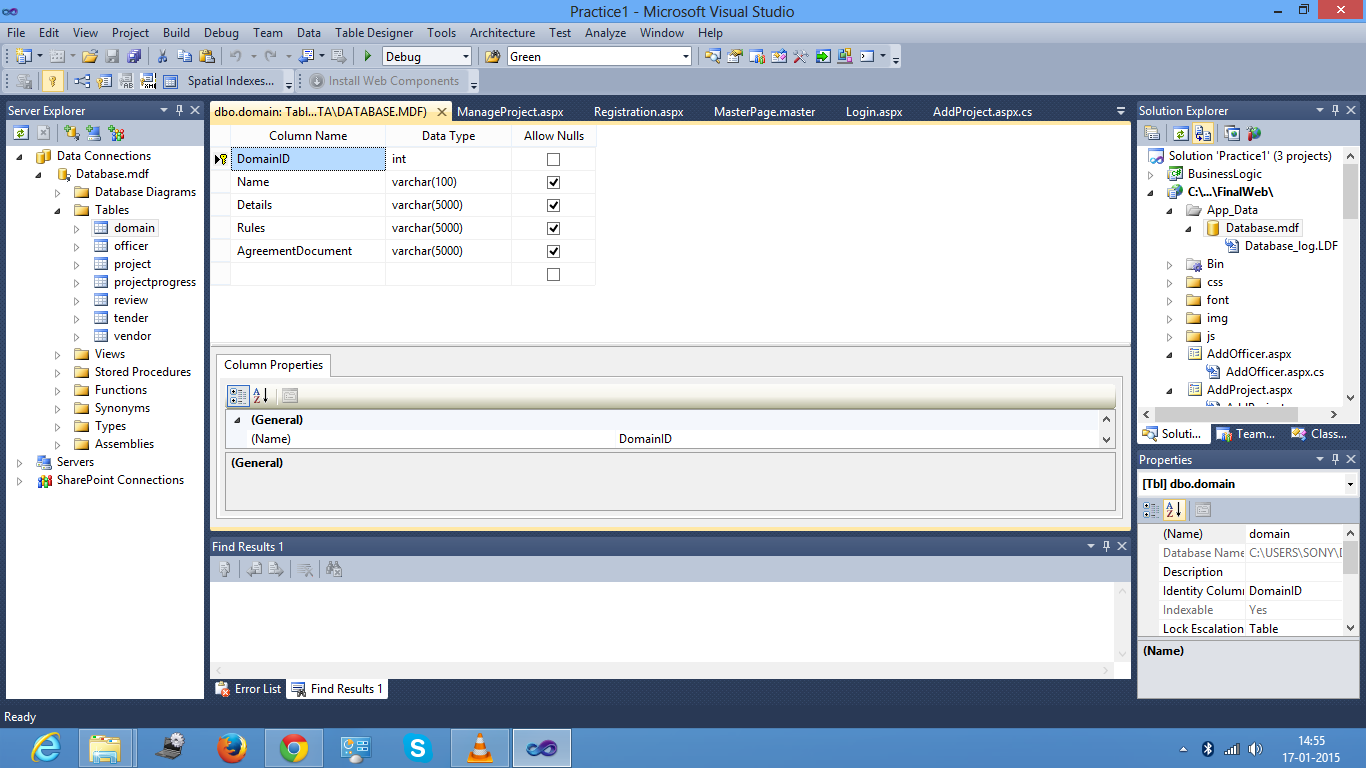 Practice1 - Microsoft Visual Studio
File Edit View Project Build Debug Team Data Table Designer Tools Architecture Test Analyze Window Help
Debug Green
Spatial Indexes... Install Web Components
Server Explorer
Data Connections
Database.mdf
Database Diagrams
Tables
domain
officer
project
projectprogress
review
tender
vendor
Views
Stored Procedures
Functions
Synonyms
Types
Assemblies
Servers
SharePoint Connections
dbo.domain: Tabl...TA\DATABASE.MDF) ManageProject.aspx Registration.aspx MasterPage.master Login.aspx AddProject.aspx.cs
Column Name Data Type Allow Nulls
DomainID int
Name varchar(100)
Details varchar(5000)
Rules varchar(5000)
AgreementDocument varchar(5000)
Column Properties
(General)
(Name) DomainID
(General)
Find Results 1
Error List Find Results 1
Solution Explorer
Solution 'Practice1' (3 projects)
BusinessLogic
C:\...\FinalWeb\
App_Data
Database.mdf
Database_log.LDF
Bin
css
font
img
js
AddOfficer.aspx
AddOfficer.aspx.cs
AddProject.aspx
Soluti... Team... Class...
Properties
[Tbl] dbo.domain
(Name) domain
Database Name C:\USERS\SONY\D
Description
Identity Colum DomainID
Indexable Yes
Lock Escalation Table
(Name)
Ready
14:55
17-01-2015